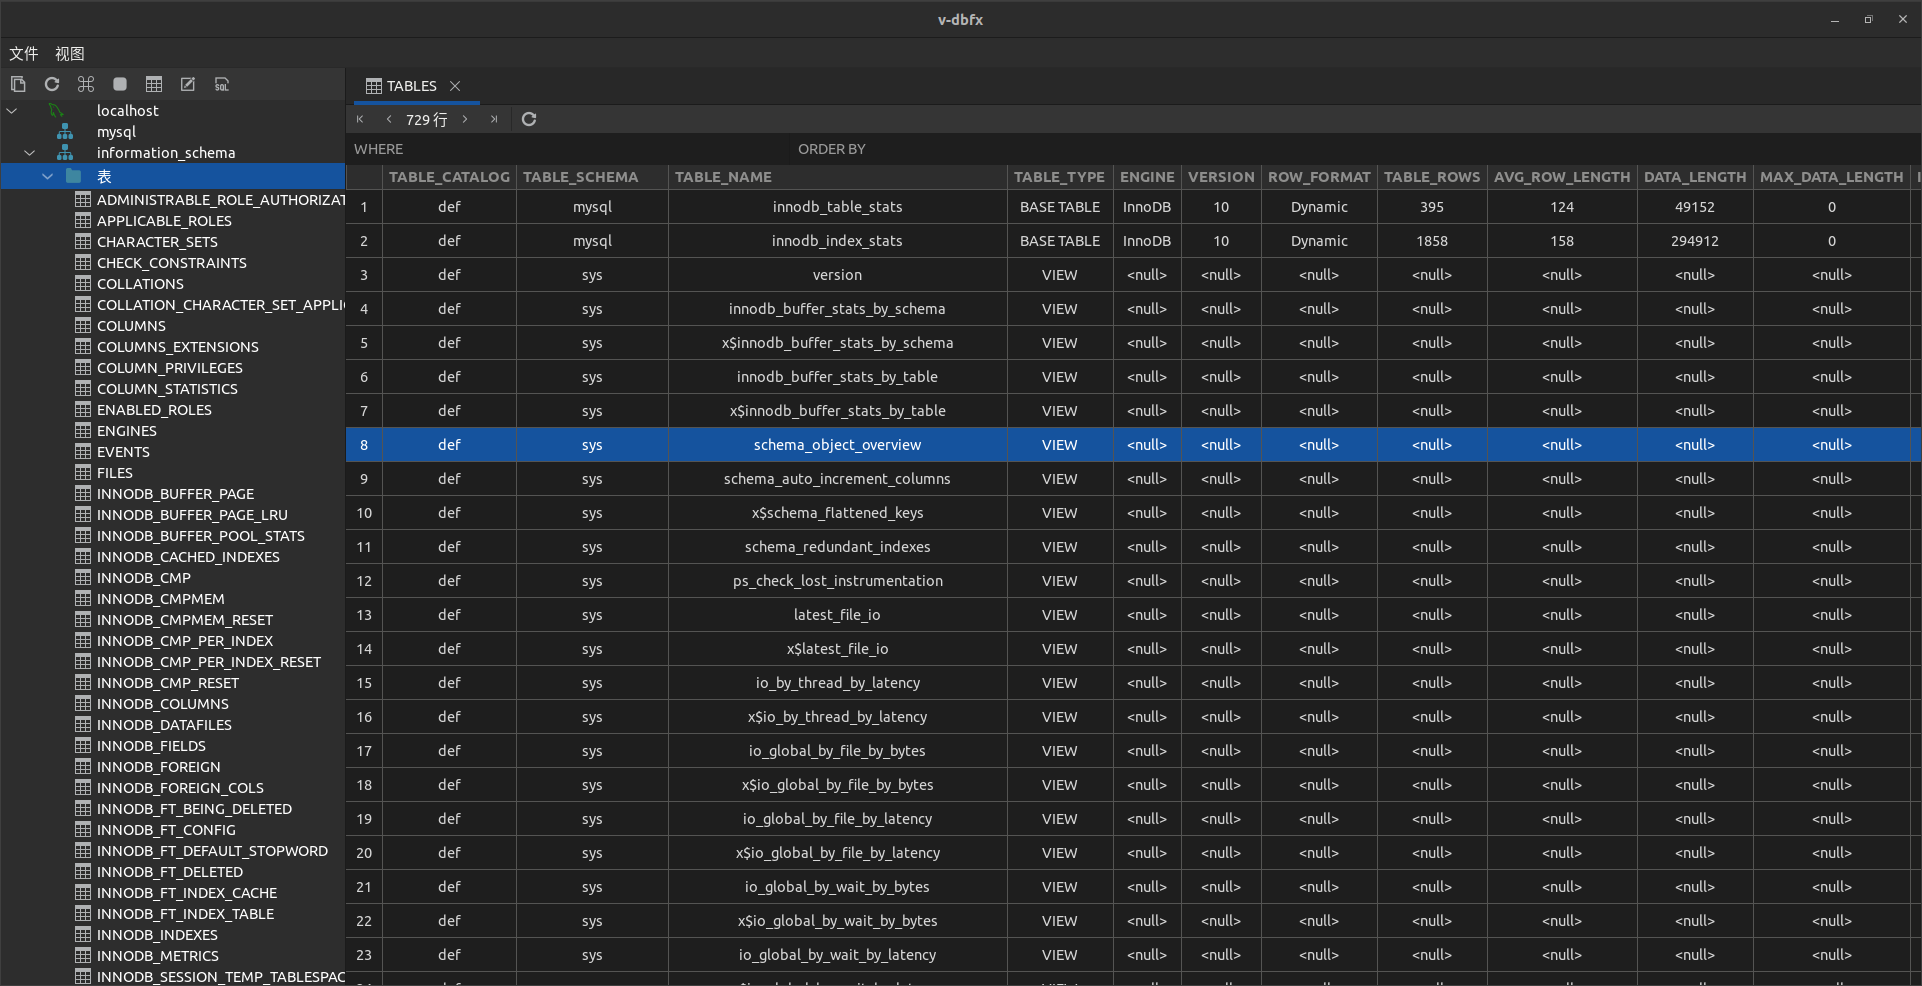 v-dbfx
文件 视图
TABLES
729 行
WHERE ORDER BY
localhost
mysql
information_schema
表
ADMINISTRABLE_ROLE_AUTHORIZAT
APPLICABLE_ROLES
CHARACTER_SETS
CHECK_CONSTRAINTS
COLLATIONS
COLLATION_CHARACTER_SET_APPLI
COLUMNS
COLUMNS_EXTENSIONS
COLUMN_PRIVILEGES
COLUMN_STATISTICS
ENABLED_ROLES
ENGINES
EVENTS
FILES
INNODB_BUFFER_PAGE
INNODB_BUFFER_PAGE_LRU
INNODB_BUFFER_POOL_STATS
INNODB_CACHED_INDEXES
INNODB_CMP
INNODB_CMPMEM
INNODB_CMPMEM_RESET
INNODB_CMP_PER_INDEX
INNODB_CMP_PER_INDEX_RESET
INNODB_CMP_RESET
INNODB_COLUMNS
INNODB_DATAFILES
INNODB_FIELDS
INNODB_FOREIGN
INNODB_FOREIGN_COLS
INNODB_FT_BEING_DELETED
INNODB_FT_CONFIG
INNODB_FT_DEFAULT_STOPWORD
INNODB_FT_DELETED
INNODB_FT_INDEX_CACHE
INNODB_FT_INDEX_TABLE
INNODB_INDEXES
INNODB_METRICS
INNODB_SESSION_TEMP_TABLESPAC
TABLE_CATALOG TABLE_SCHEMA TABLE_NAME TABLE_TYPE ENGINE VERSION ROW_FORMAT TABLE_ROWS AVG_ROW_LENGTH DATA_LENGTH MAX_DATA_LENGTH
1 def mysql innodb_table_stats BASE TABLE InnoDB 10 Dynamic 395 124 49152 0
2 def mysql innodb_index_stats BASE TABLE InnoDB 10 Dynamic 1858 158 294912 0
3 def sys version VIEW <null> <null> <null> <null> <null> <null> <null>
4 def sys innodb_buffer_stats_by_schema VIEW <null> <null> <null> <null> <null> <null> <null>
5 def sys x$innodb_buffer_stats_by_schema VIEW <null> <null> <null> <null> <null> <null> <null>
6 def sys innodb_buffer_stats_by_table VIEW <null> <null> <null> <null> <null> <null> <null>
7 def sys x$innodb_buffer_stats_by_table VIEW <null> <null> <null> <null> <null> <null> <null>
8 def sys schema_object_overview VIEW <null> <null> <null> <null> <null> <null> <null>
9 def sys schema_auto_increment_columns VIEW <null> <null> <null> <null> <null> <null> <null>
10 def sys x$schema_flattened_keys VIEW <null> <null> <null> <null> <null> <null> <null>
11 def sys schema_redundant_indexes VIEW <null> <null> <null> <null> <null> <null> <null>
12 def sys ps_check_lost_instrumentation VIEW <null> <null> <null> <null> <null> <null> <null>
13 def sys latest_file_io VIEW <null> <null> <null> <null> <null> <null> <null>
14 def sys x$latest_file_io VIEW <null> <null> <null> <null> <null> <null> <null>
15 def sys io_by_thread_by_latency VIEW <null> <null> <null> <null> <null> <null> <null>
16 def sys x$io_by_thread_by_latency VIEW <null> <null> <null> <null> <null> <null> <null>
17 def sys io_global_by_file_by_bytes VIEW <null> <null> <null> <null> <null> <null> <null>
18 def sys x$io_global_by_file_by_bytes VIEW <null> <null> <null> <null> <null> <null> <null>
19 def sys io_global_by_file_by_latency VIEW <null> <null> <null> <null> <null> <null> <null>
20 def sys x$io_global_by_file_by_latency VIEW <null> <null> <null> <null> <null> <null> <null>
21 def sys io_global_by_wait_by_bytes VIEW <null> <null> <null> <null> <null> <null> <null>
22 def sys x$io_global_by_wait_by_bytes VIEW <null> <null> <null> <null> <null> <null> <null>
23 def sys io_global_by_wait_by_latency VIEW <null> <null> <null> <null> <null> <null> <null>